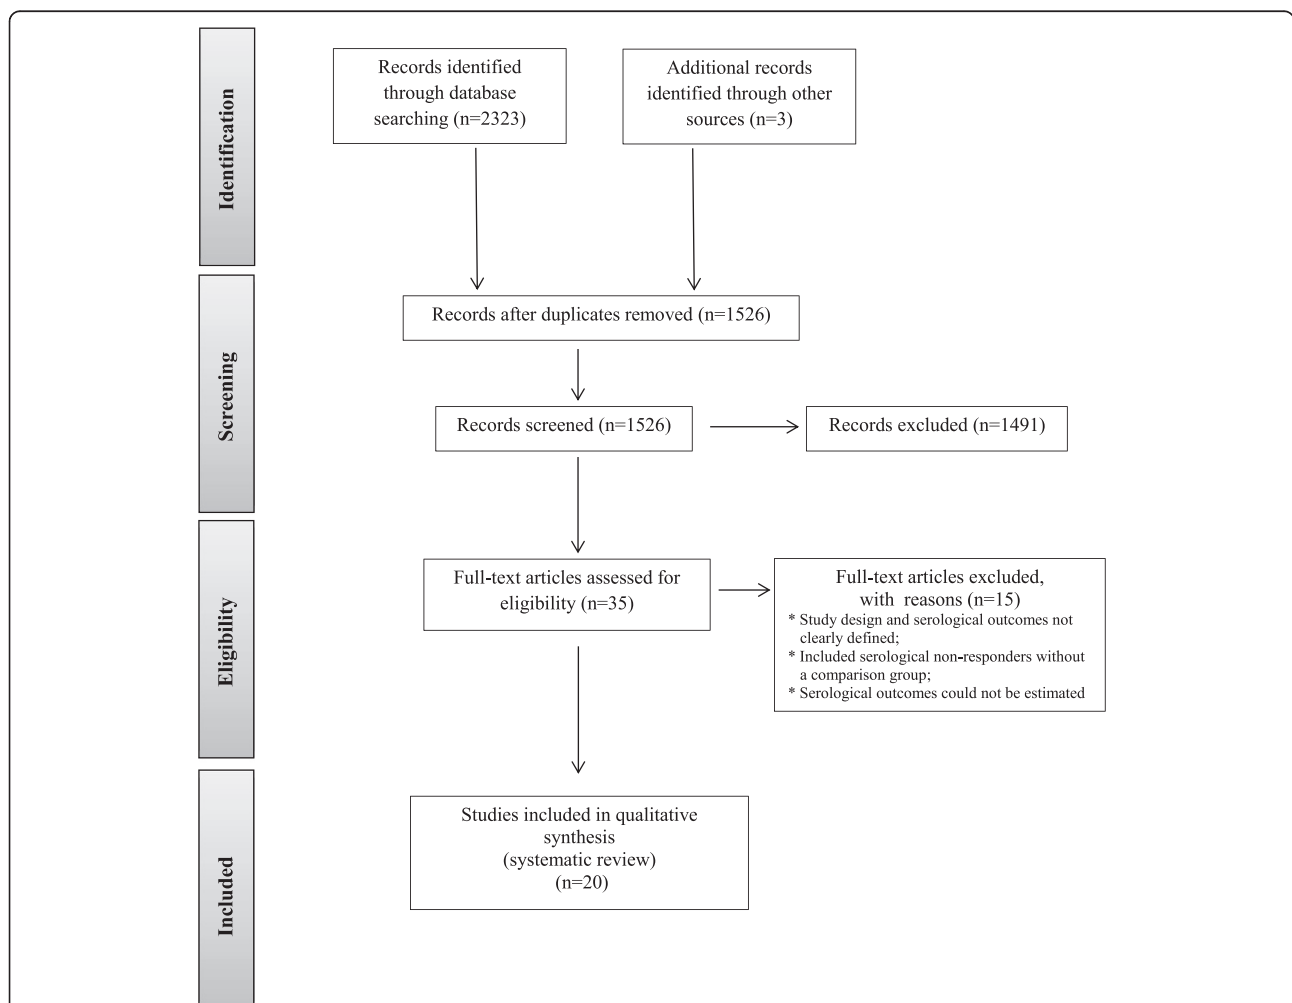 Identification
Records identified
through database
searching (n=2323)
Additional records
identified through other
sources (n=3)
Screening
Records after duplicates removed (n=1526)
Records screened (n=1526)
Records excluded (n=1491)
Eligibility
Full-text articles assessed for
eligibility (n=35)
Full-text articles excluded,
with reasons (n=15)
* Study design and serological outcomes not
clearly defined;
* Included serological non-responders without
a comparison group;
* Serological outcomes could not be estimated
Included
Studies included in qualitative
synthesis
(systematic review)
(n=20)